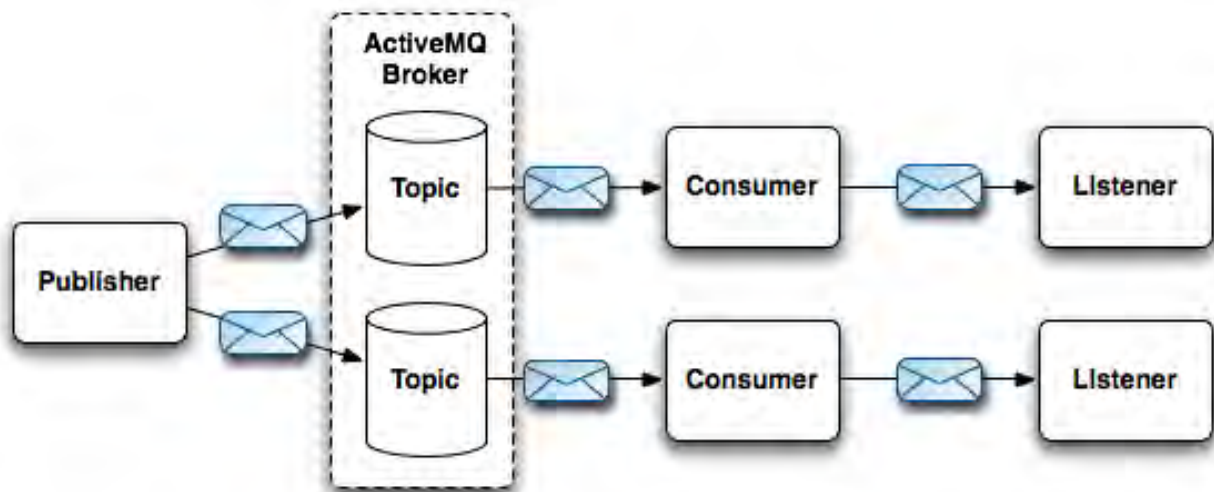 ActiveMQ
Broker
Topic
Consumer
LIstener
Publisher
Topic
Consumer
LIstener